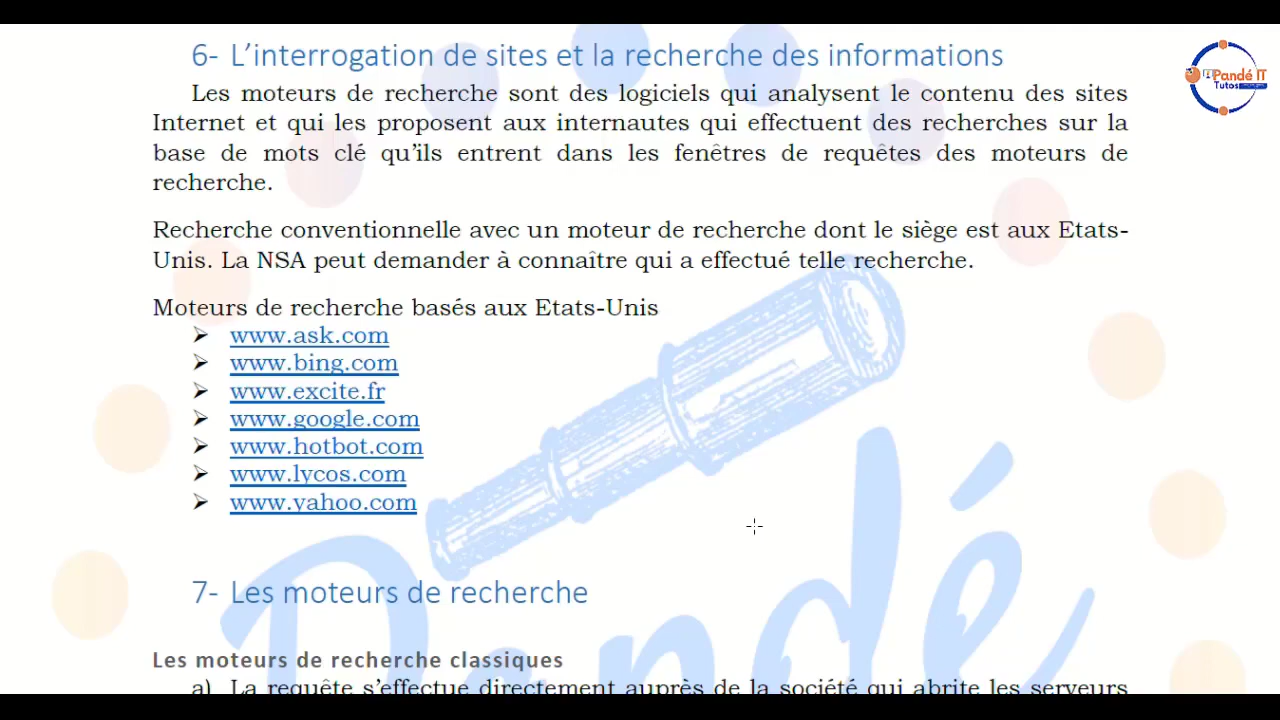 6- L’interrogation de sites et la recherche des informations
Pandé IT
Tutos
Les moteurs de recherche sont des logiciels qui analysent le contenu des sites
Internet et qui les proposent aux internautes qui effectuent des recherches sur la
base de mots clé qu’ils entrent dans les fenêtres de requêtes des moteurs de
recherche.
Recherche conventionnelle avec un moteur de recherche dont le siège est aux Etats-
Unis. La NSA peut demander à connaître qui a effectué telle recherche.
Moteurs de recherche basés aux Etats-Unis
➢ www.ask.com
➢ www.bing.com
➢ www.excite.fr
➢ www.google.com
➢ www.hotbot.com
➢ www.lycos.com
➢ www.yahoo.com
7- Les moteurs de recherche
Pandé
Les moteurs de recherche classiques
a) La requête s’effectue directement auprès de la société qui abrite les serveurs